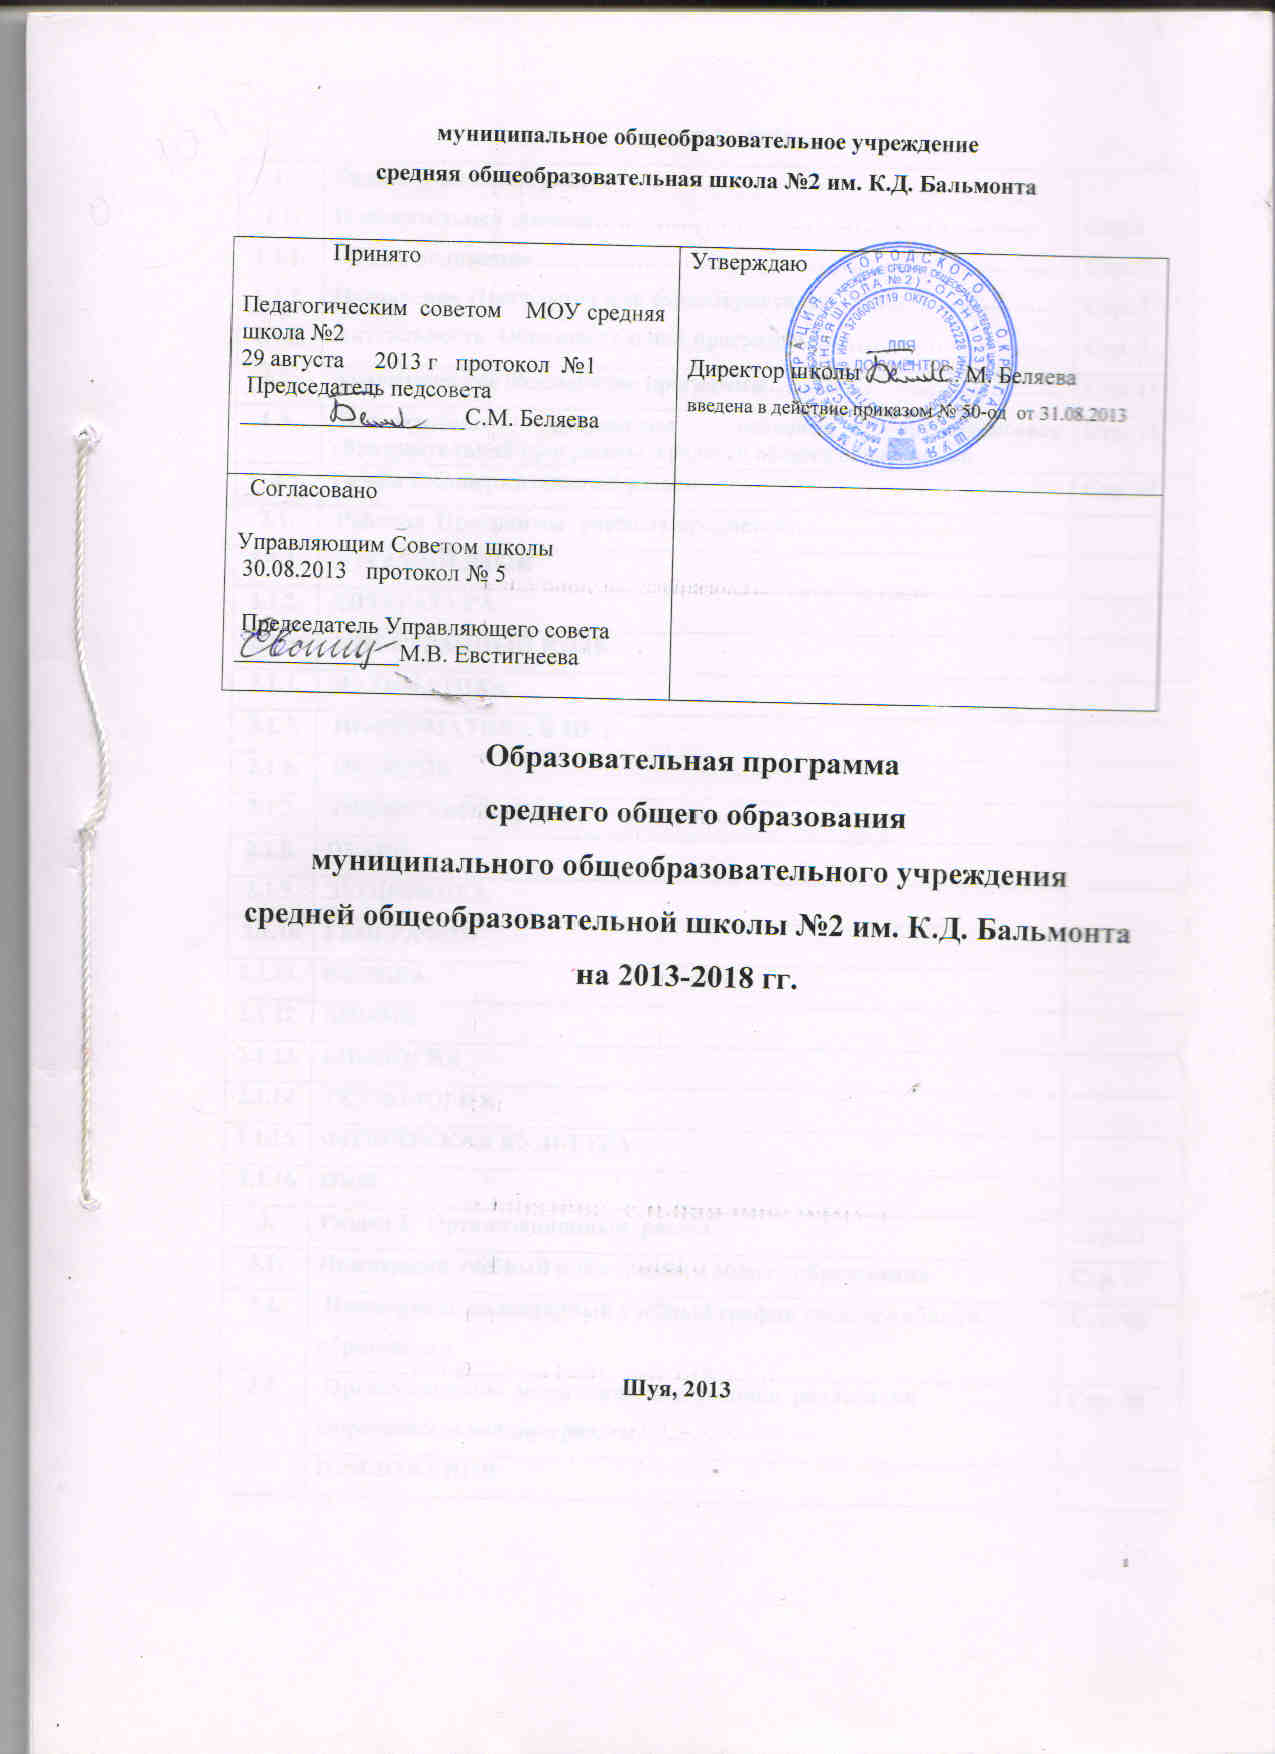 муниципальное общеобразовательное учреждение
средняя общеобразовательная школа №2 им. К.Д. Бальмонта
Принято
Педагогическим советом МОУ средняя
школа №2
29 августа 2013 г протокол №1
Председатель педсовета
С.М. Беляева
Утверждаю
Директор школы М. Беляева
введена в действие приказом № 50-од от 31.08.2013
ДЛЯ
ДОКУМЕНТОВ
Согласовано
Управляющим Советом школы
30.08.2013 протокол № 5
Председатель Управляющего совета
М.В. Евстигнеева
Образовательная программа
среднего общего образования
муниципального общеобразовательного учреждения
средней общеобразовательной школы №2 им. К.Д. Бальмонта
на 2013-2018 гг.
Шуя, 2013